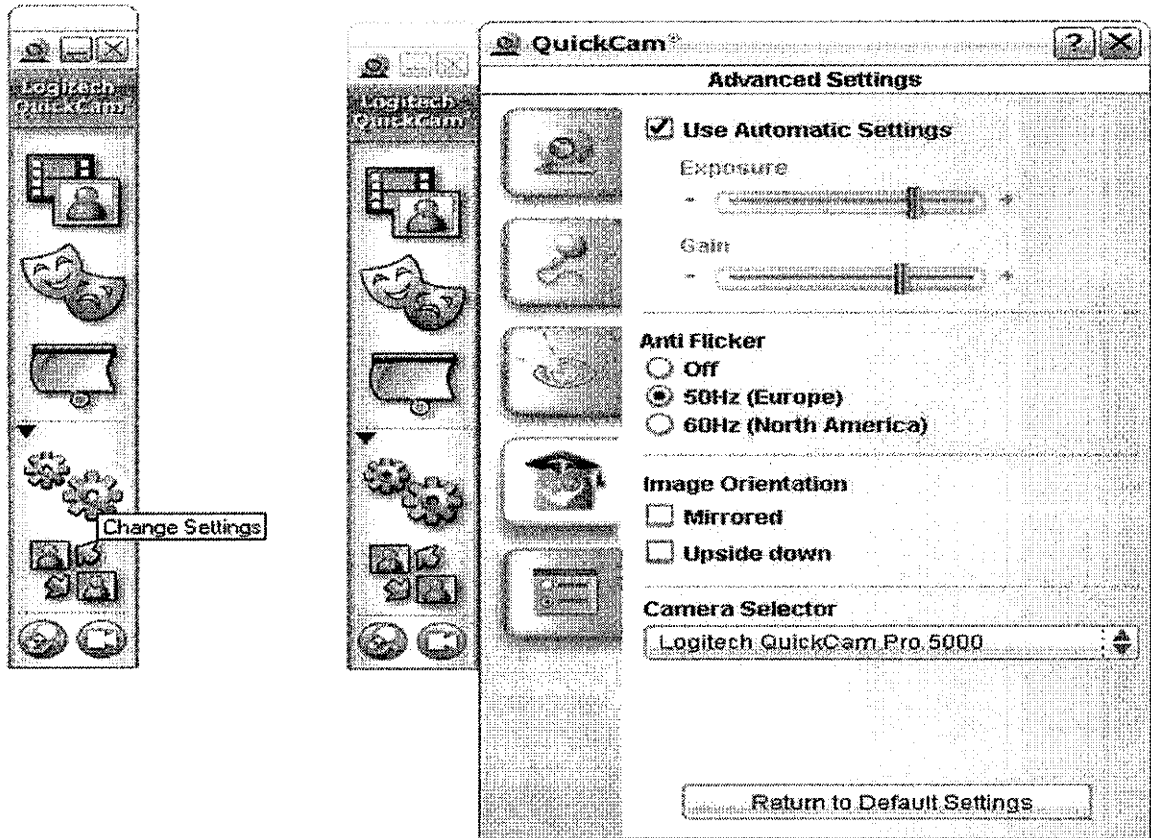 Logitech
QuickCam
Change Settings
Logitech
QuickCam
QuickCam®
?
Advanced Settings
Use Automatic Settings
Exposure
- +
Gain
- +
Anti Flicker
Off
50Hz (Europe)
60Hz (North America)
Image Orientation
Mirrored
Upside down
Camera Selector
Logitech QuickCam Pro 5000
Return to Default Settings